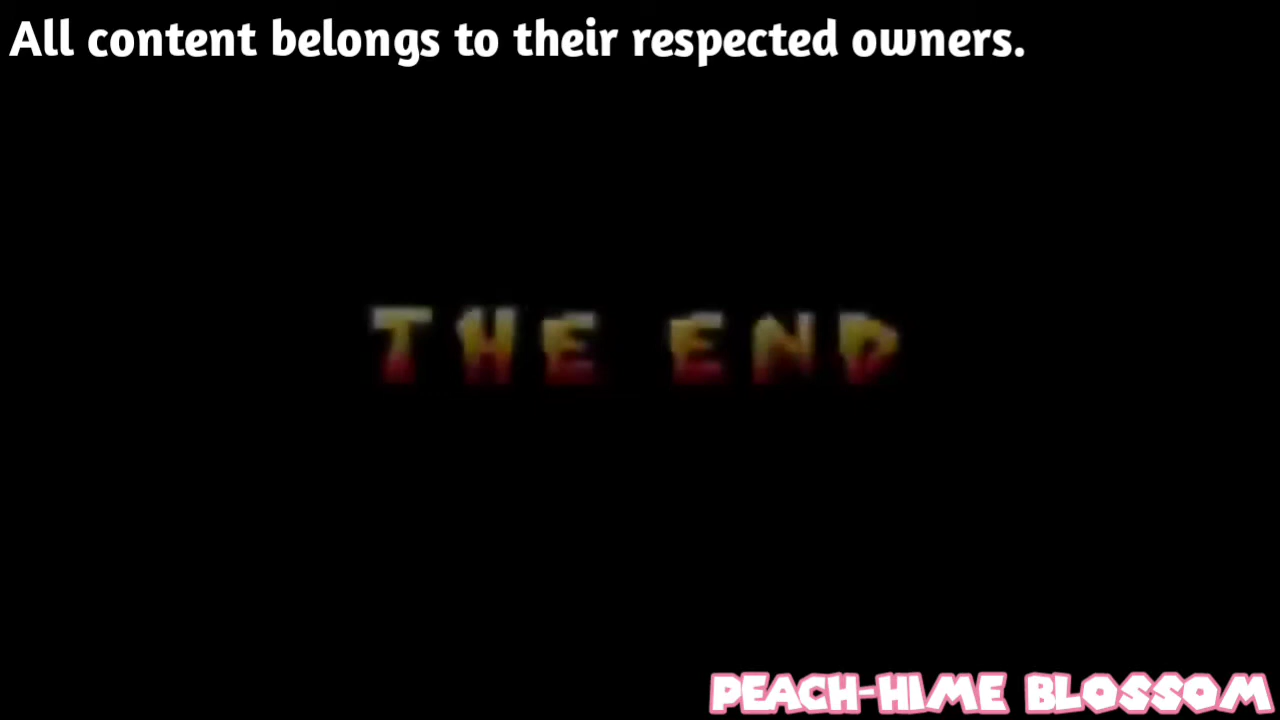 All content belongs to their respected owners.
THE END
PEACH-HIME BLOSSOM